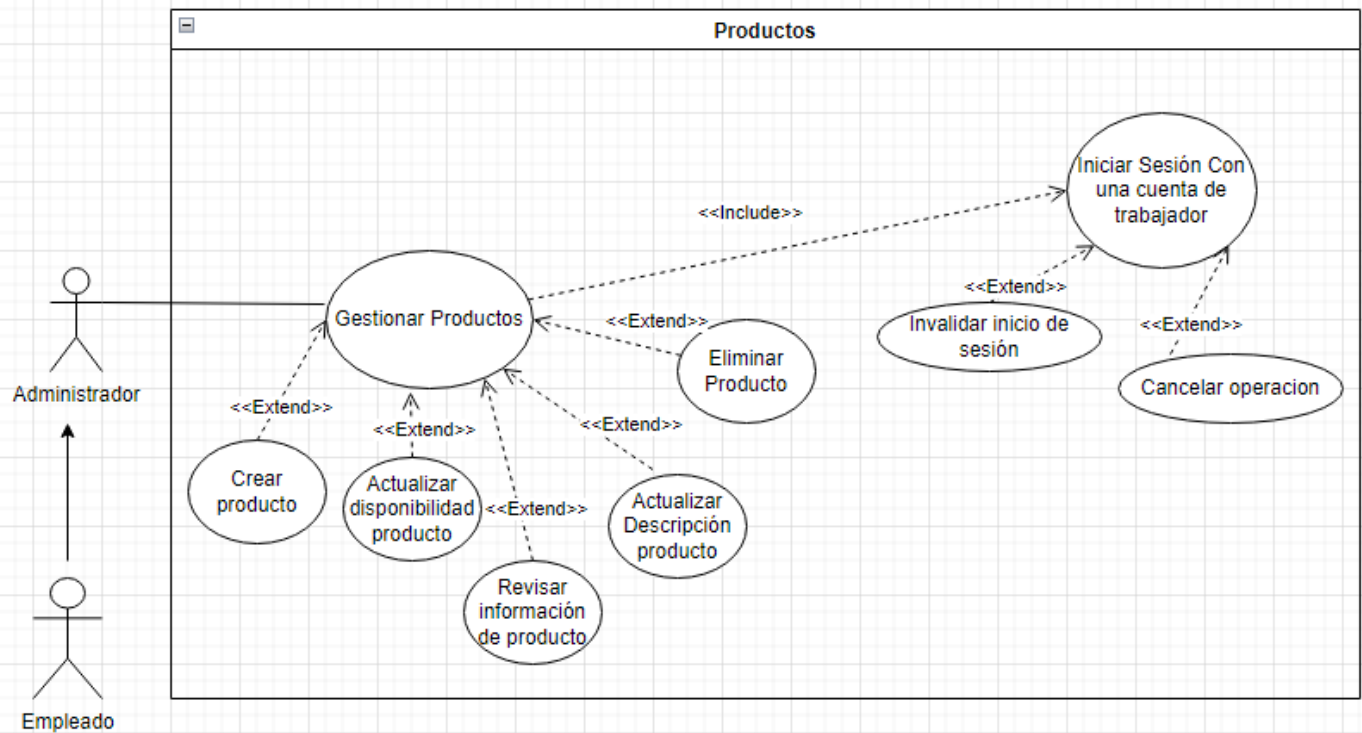 Productos
Iniciar Sesión Con
una cuenta de
trabajador
<<Include>>
<<Extend>>
Invalidar inicio de
sesión
<<Extend>>
Cancelar operacion
Gestionar Productos
<<Extend>>
Eliminar
Producto
Administrador
<<Extend>>
<<Extend>>
<<Extend>>
<<Extend>>
Crear
producto
Actualizar
disponibilidad
producto
Actualizar
Descripción
producto
Revisar
información
de producto
Empleado